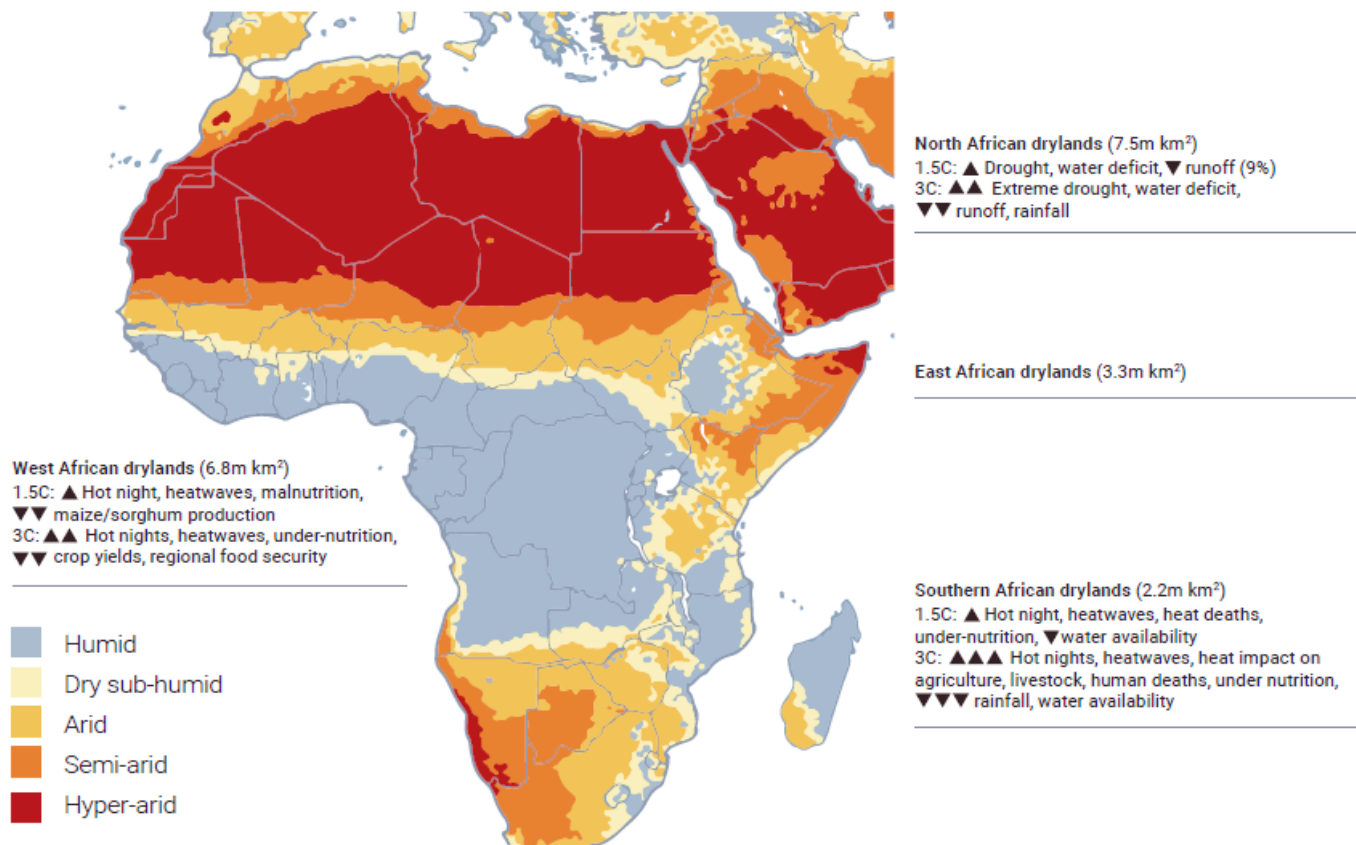 North African drylands (7.5m km²)
1.5C: ▲ Drought, water deficit, ▼ runoff (9%)
3C: ▲▲ Extreme drought, water deficit,
▼▼ runoff, rainfall
East African drylands (3.3m km²)
West African drylands (6.8m km²)
1.5C: ▲ Hot night, heatwaves, malnutrition,
▼▼ maize/sorghum production
3C: ▲▲ Hot nights, heatwaves, under-nutrition,
▼▼ crop yields, regional food security
Southern African drylands (2.2m km²)
1.5C: ▲ Hot night, heatwaves, heat deaths,
under-nutrition, ▼water availability
3C: ▲▲▲ Hot nights, heatwaves, heat impact on
agriculture, livestock, human deaths, under nutrition,
▼▼▼ rainfall, water availability
Humid
Dry sub-humid
Arid
Semi-arid
Hyper-arid